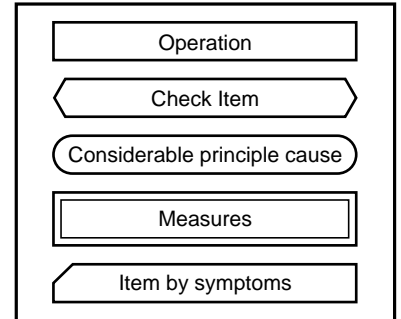 Operation
Check Item
Considerable principle cause
Measures
Item by symptoms